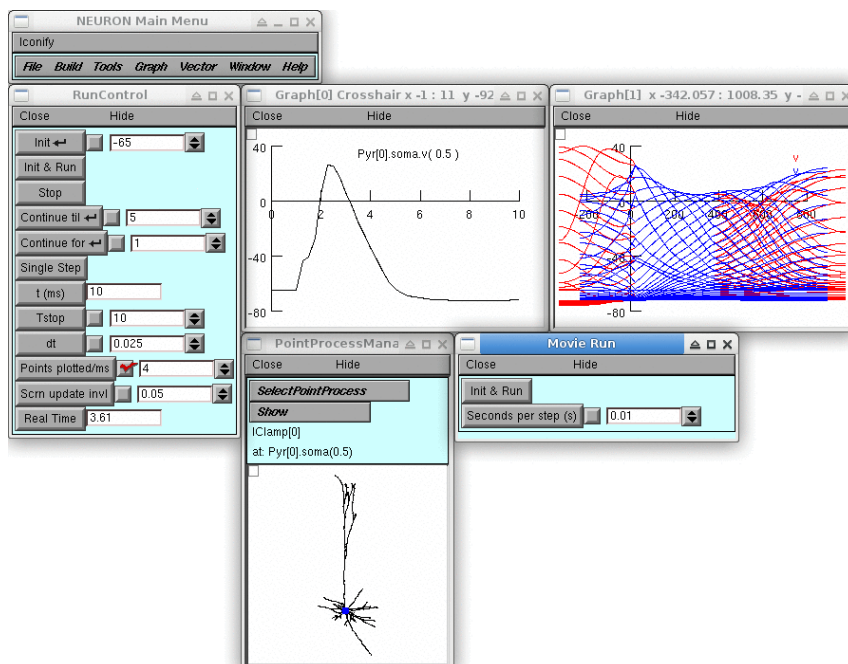 NEURON Main Menu
Iconify
File Build Tools Graph Vector Window Help
RunControl
Close Hide
Init -65
Init & Run
Stop
Continue til 5
Continue for 1
Single Step
t (ms) 10
Tstop 10
dt 0.025
Points plotted/ms 4
Scrn update invl 0.05
Real Time 3.61
Graph[0] Crosshair x -1 : 11 y -92
Close Hide
Pyr[0].soma.v( 0.5 )
40
0 2 4 6 8 10
-40
-80
Graph[1] x -342.057 : 1008.35 y -
Close Hide
40
v
v
-200 0
-40
-80
PointProcessMana
Close Hide
SelectPointProcess
Show
IClamp[0]
at: Pyr[0].soma(0.5)
Movie Run
Close Hide
Init & Run
Seconds per step (s) 0.01